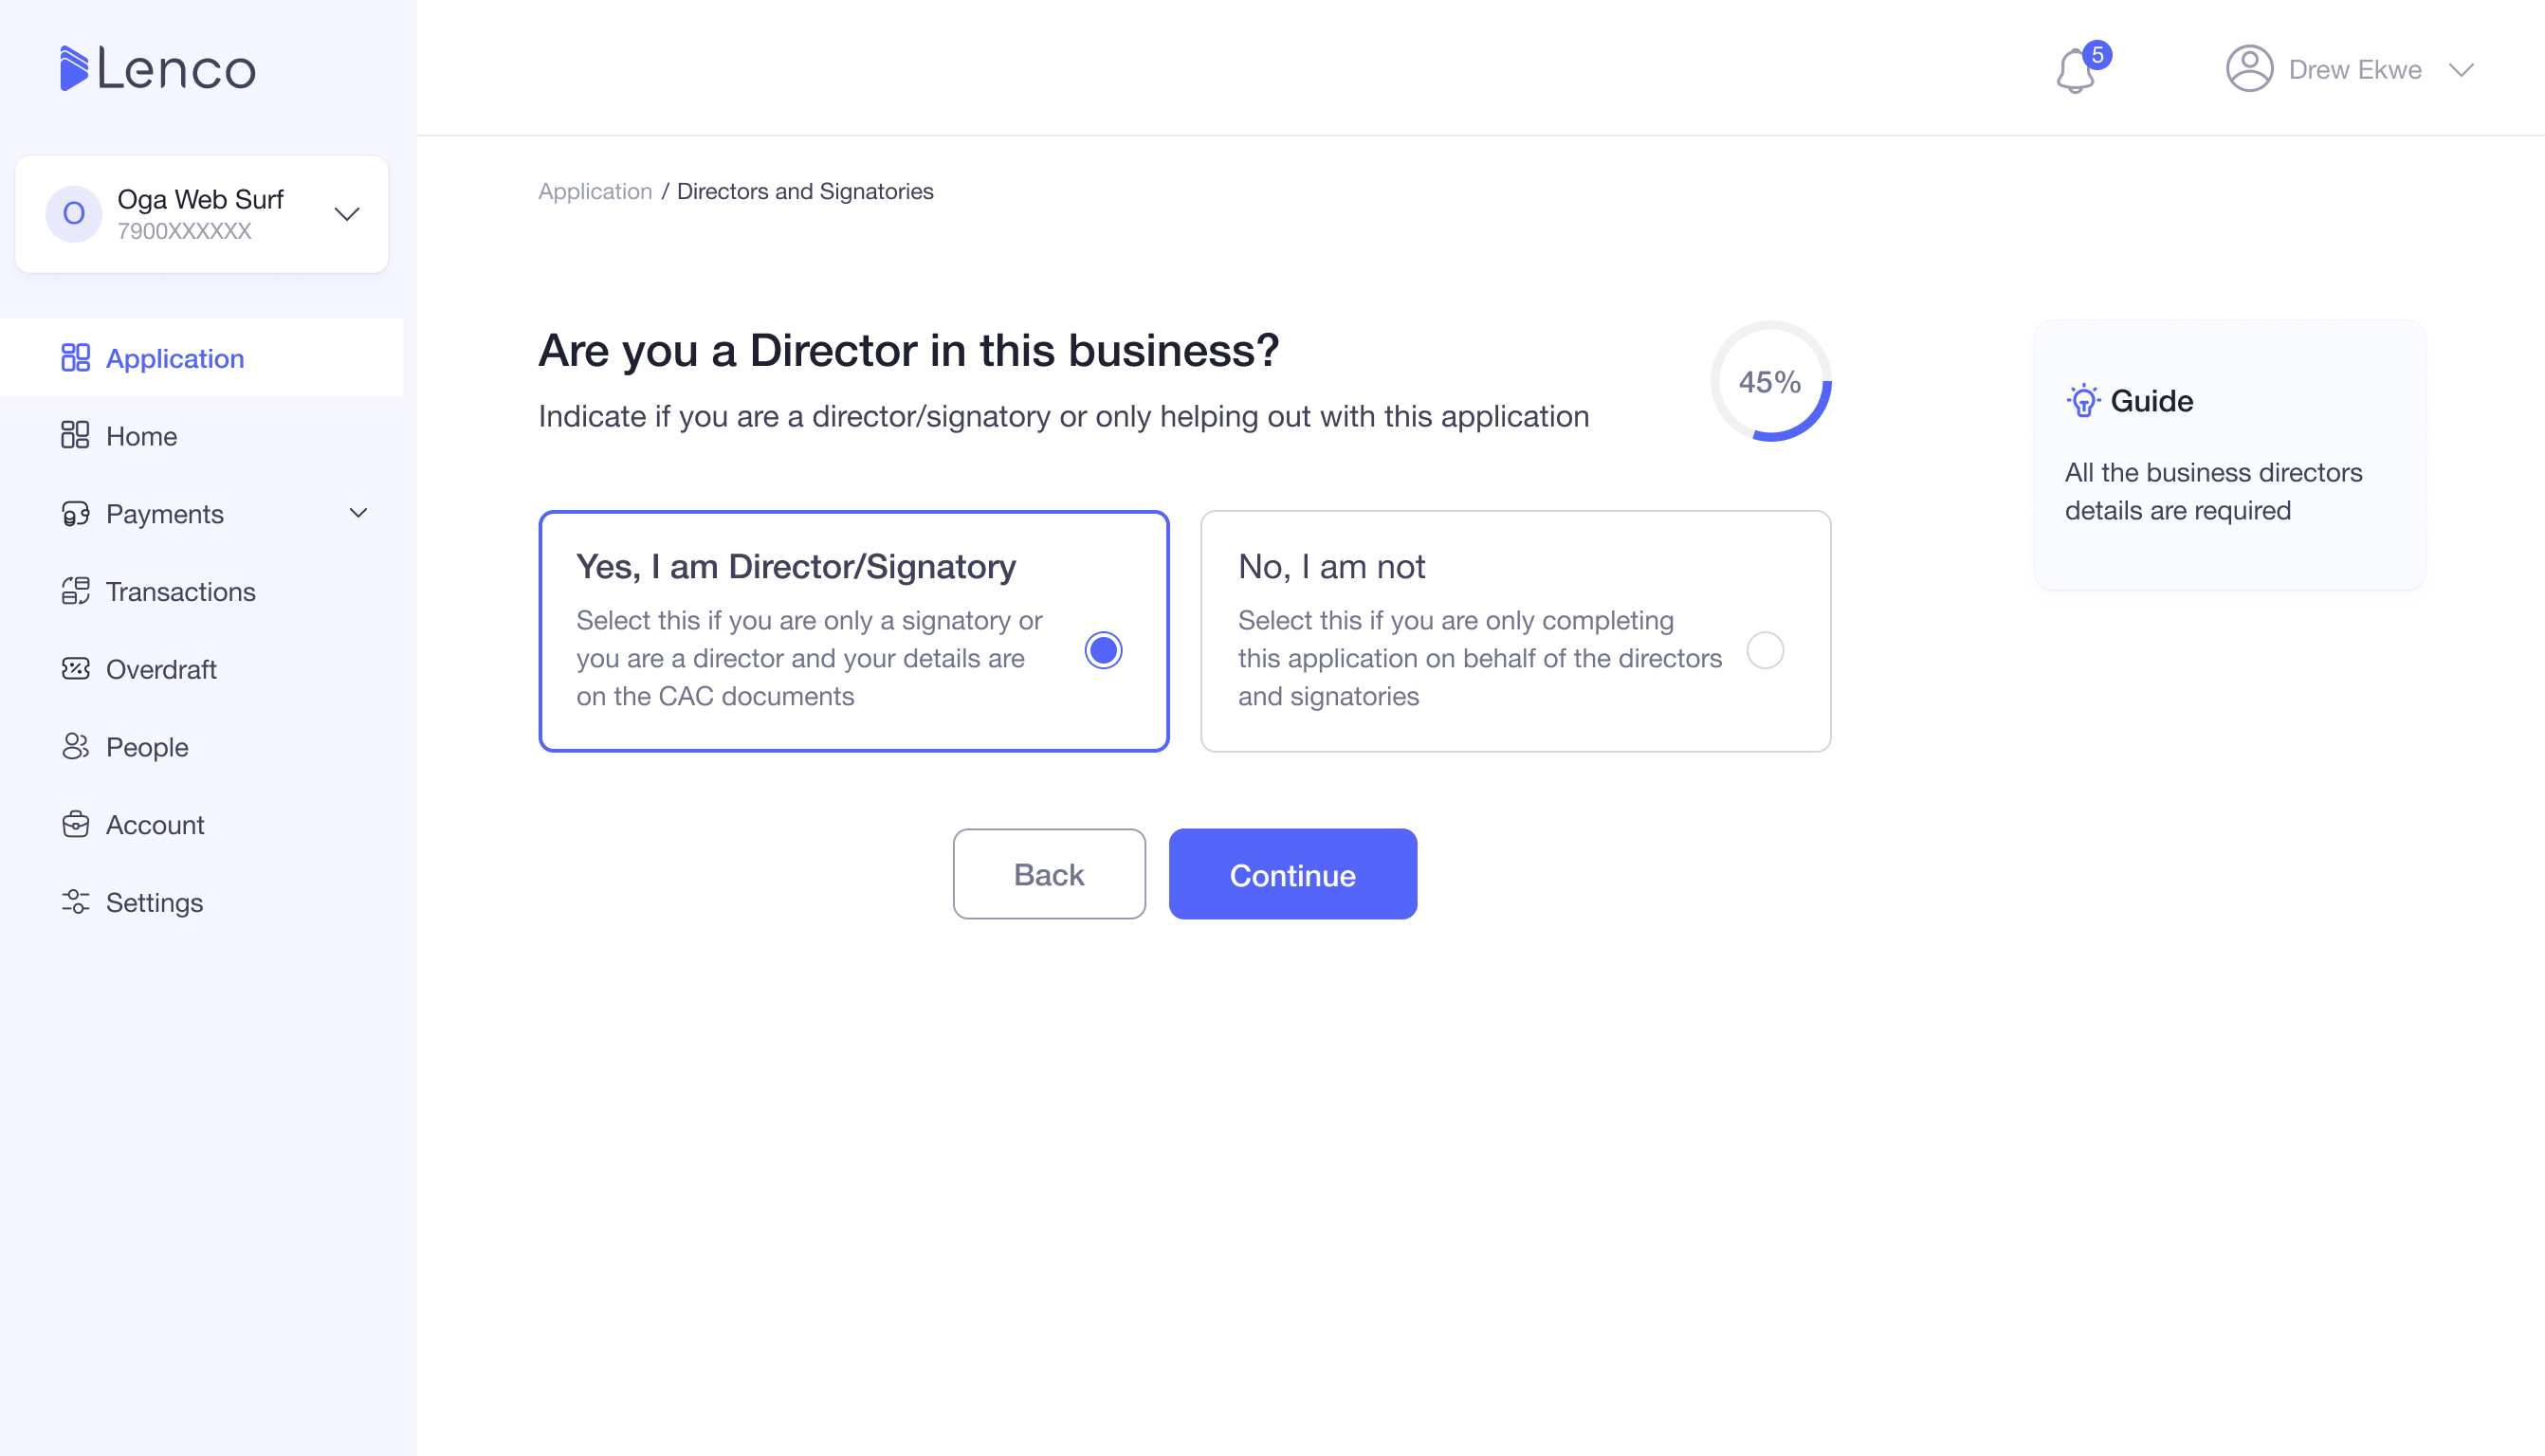 Lenco
5
Drew Ekwe
O
Oga Web Surf
7900XXXXXX
Application
Home
Payments
Transactions
Overdraft
People
Account
Settings
Application / Directors and Signatories
Are you a Director in this business?
Indicate if you are a director/signatory or only helping out with this application
45%
Yes, I am Director/Signatory
Select this if you are only a signatory or
you are a director and your details are
on the CAC documents
No, I am not
Select this if you are only completing
this application on behalf of the directors
and signatories
Back
Continue
Guide
All the business directors
details are required